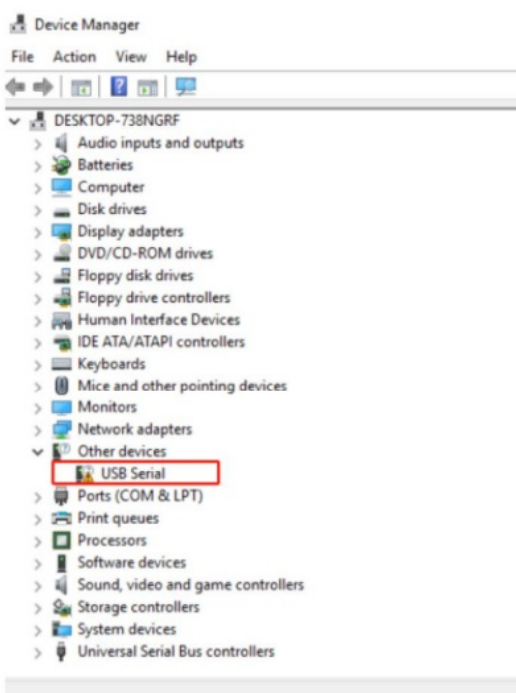 Device Manager
File Action View Help
DESKTOP-738NGRF
Audio inputs and outputs
Batteries
Computer
Disk drives
Display adapters
DVD/CD-ROM drives
Floppy disk drives
Floppy drive controllers
Human Interface Devices
IDE ATA/ATAPI controllers
Keyboards
Mice and other pointing devices
Monitors
Network adapters
Other devices
USB Serial
Ports (COM & LPT)
Print queues
Processors
Software devices
Sound, video and game controllers
Storage controllers
System devices
Universal Serial Bus controllers